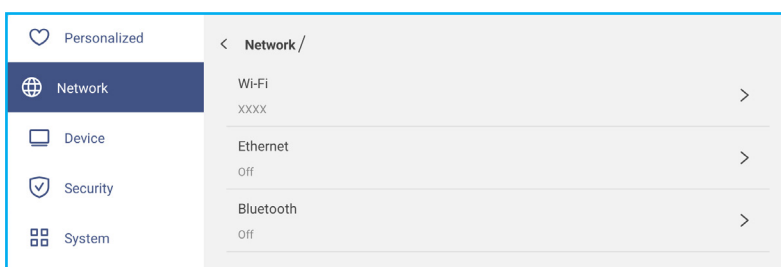 Personalized
Network
Device
Security
System
Network/
Wi-Fi
XXXX
Ethernet
Off
Bluetooth
Off